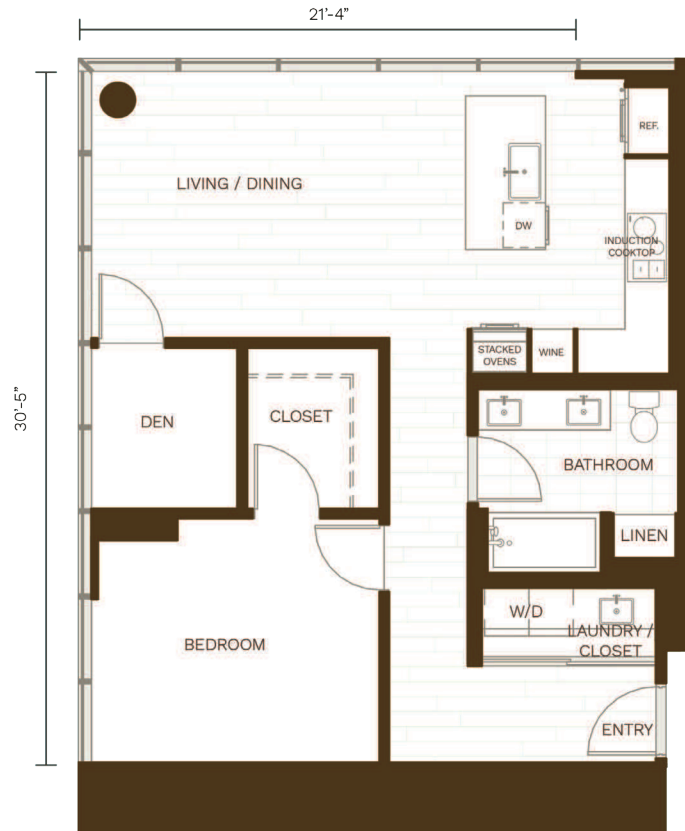 21'-4"
REF.
LIVING / DINING
DW
INDUCTION
COOKTOP
STACKED
OVENS
WINE
30'-5"
DEN
CLOSET
BATHROOM
LINEN
W/D
LAUNDRY /
CLOSET
BEDROOM
ENTRY